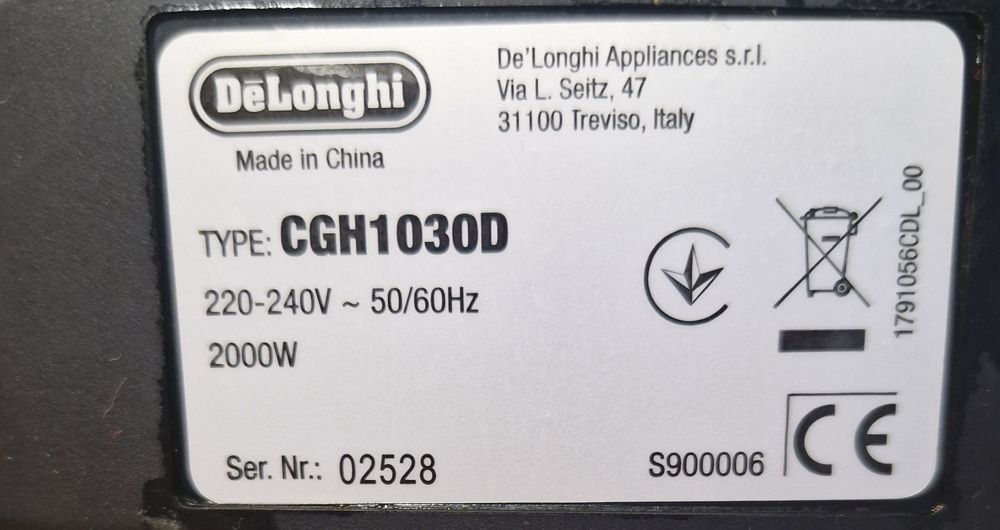 DeLonghi
Made in China
De'Longhi Appliances s.r.l.
Via L. Seitz, 47
31100 Treviso, Italy
TYPE: CGH1030D
220-240V ~ 50/60Hz
2000W
Ser. Nr.: 02528
S900006
CE
1791056CDL_00